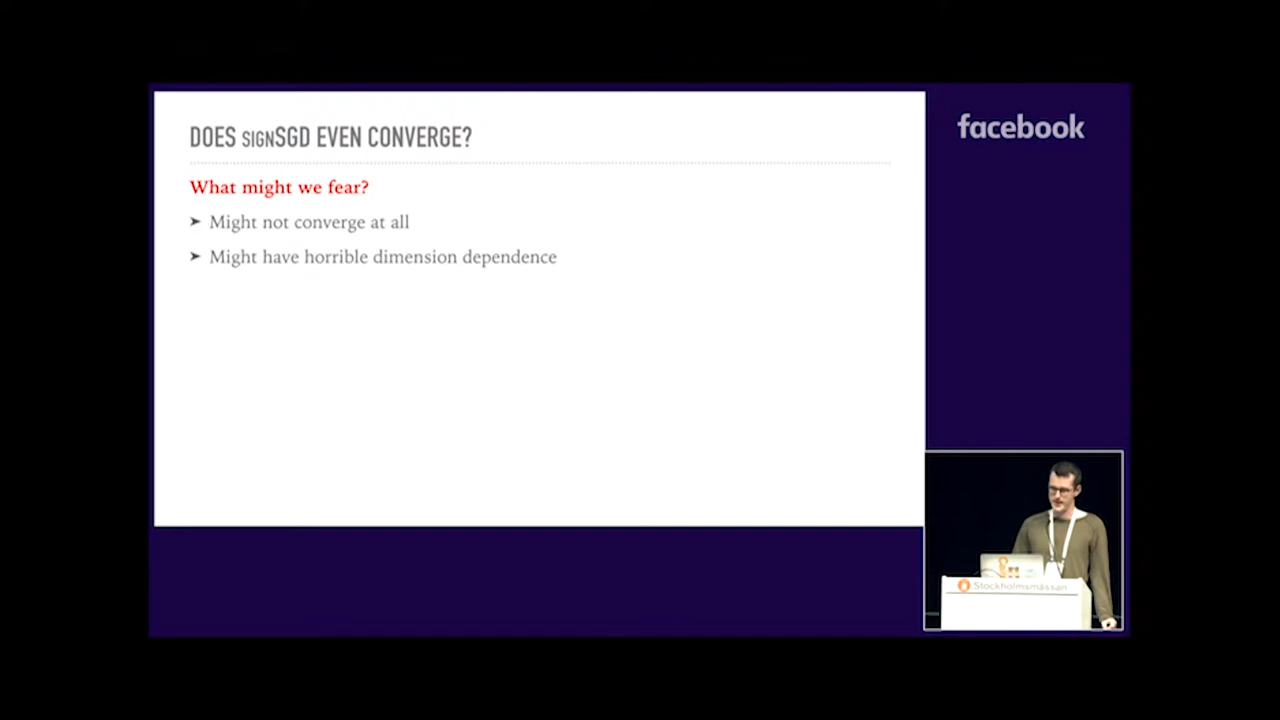 DOES SIGNSGD EVEN CONVERGE?
facebook
What might we fear?
➤ Might not converge at all
➤ Might have horrible dimension dependence
Stockholmsmässan